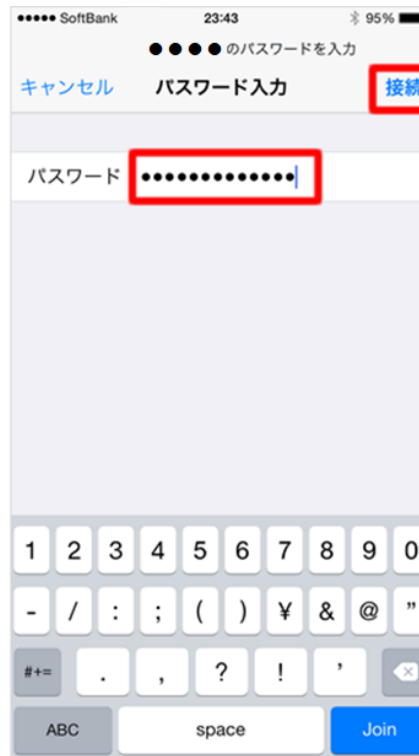 ●●●●● SoftBank 23:43 95%
●●●●のパスワードを入力
キャンセル パスワード入力 接続
パスワード •••••••••••••
1 2 3 4 5 6 7 8 9 0
- / : ; ( ) ¥ & @ ”
#+= . , ? ! ’
ABC space Join